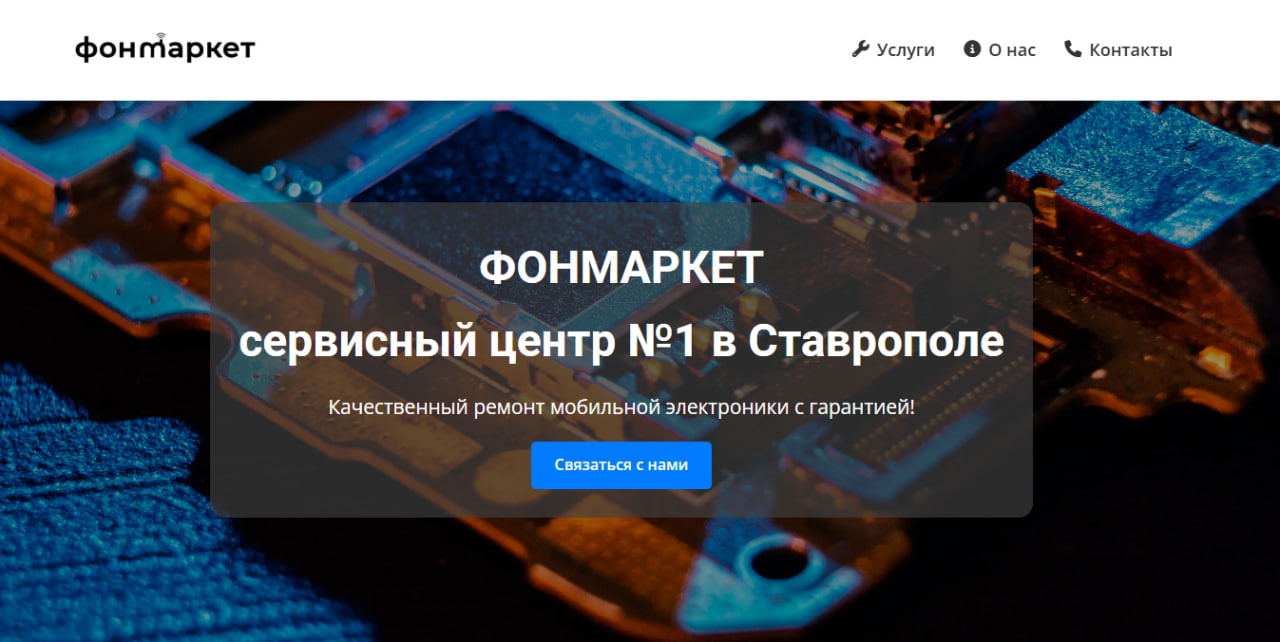 фонмаркет
Услуги
О нас
Контакты
ФОНМАРКЕТ
сервисный центр №1 в Ставрополе
Качественный ремонт мобильной электроники с гарантией!
Связаться с нами